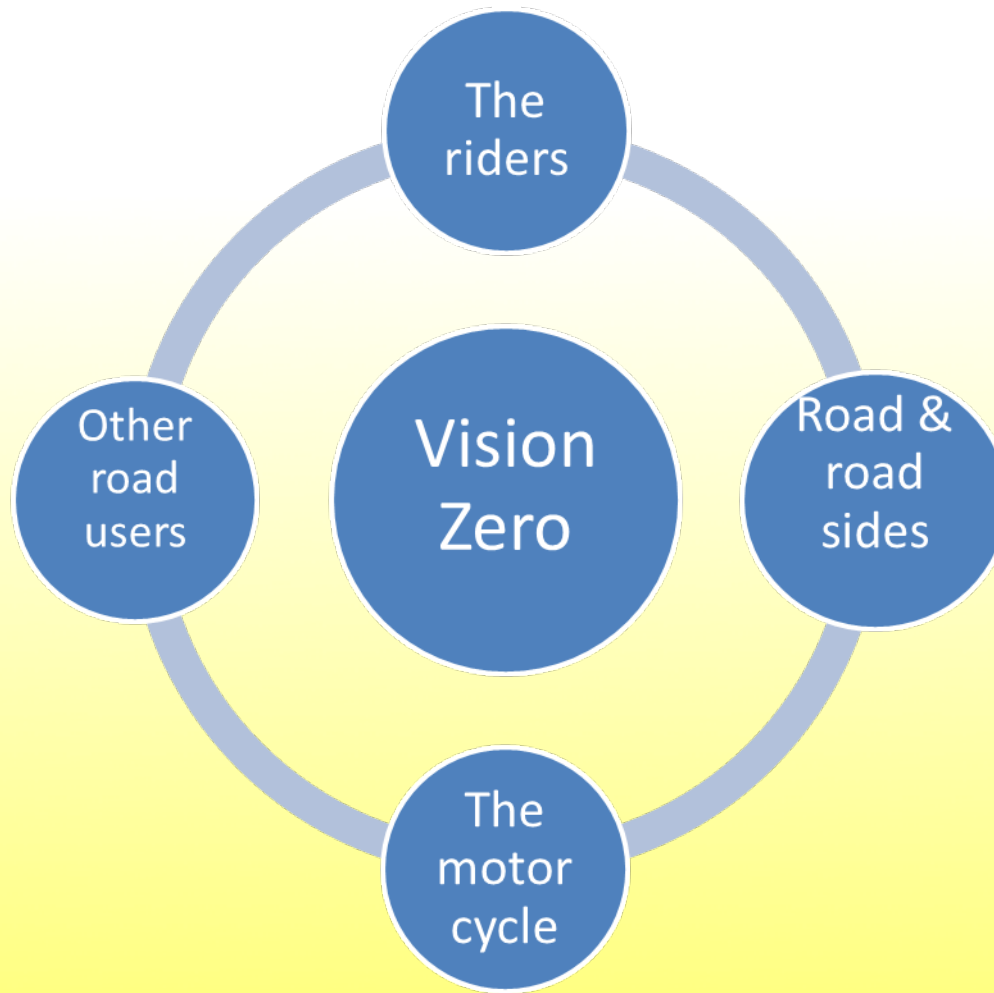 The
riders
Other
road
users
Vision
Zero
Road &
road
sides
The
motor
cycle